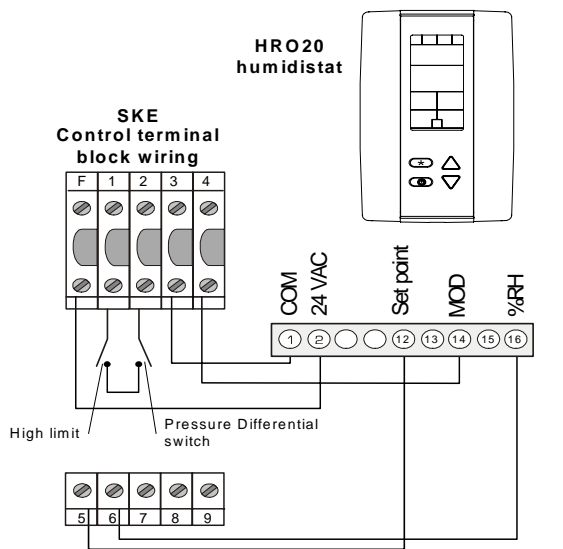 HRO20
humidistat
SKE
Control terminal
block wiring
F 1 2 3 4
COM
24 VAC
Set point
MOD
%RH
1 2 12 13 14 15 16
High limit
Pressure Differential
switch
5 6 7 8 9